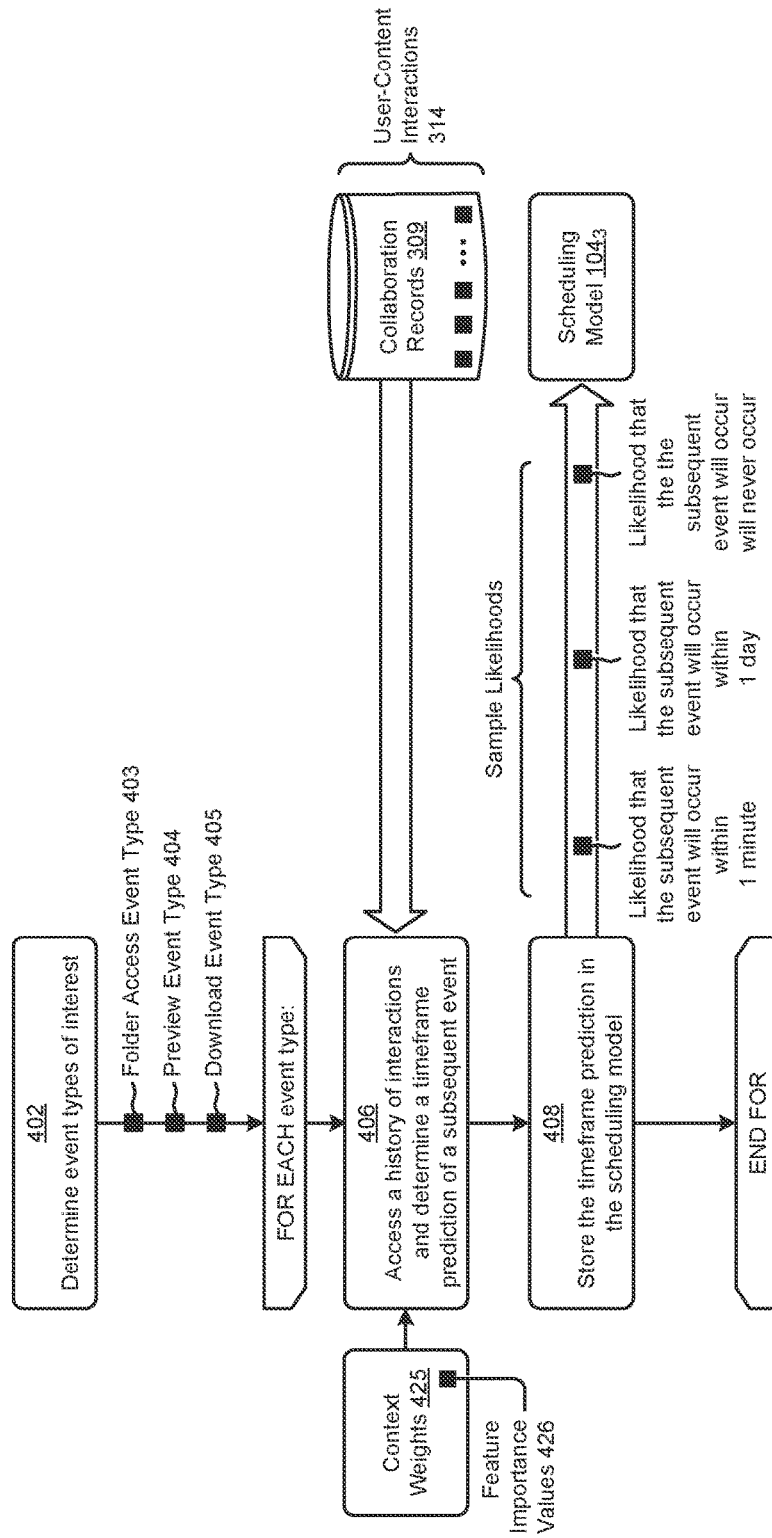 402
Determine event types of interest
Folder Access Event Type 403
Preview Event Type 404
Download Event Type 405
FOR EACH event type:
Context
Weights 425
Feature
Importance
Values 426
406
Access a history of interactions
and determine a timeframe
prediction of a subsequent event
Collaboration
Records 309
...
User-Content
Interactions
314
408
Store the timeframe prediction in
the scheduling model
Sample Likelihoods
Scheduling
Model 104₃
Likelihood that
the subsequent
event will occur
within
1 minute
Likelihood that
the subsequent
event will occur
within
1 day
Likelihood that
the the
subsequent
event will occur
will never occur
END FOR